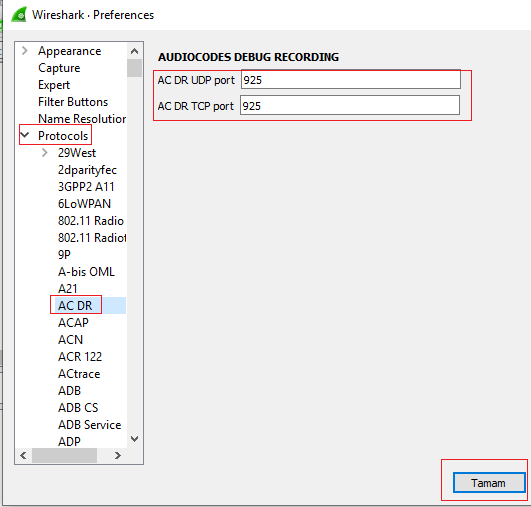 Wireshark · Preferences
Appearance
Capture
Expert
Filter Buttons
Name Resolution
Protocols
29West
2dparityfec
3GPP2 A11
6LoWPAN
802.11 Radio
802.11 Radiot
9P
A-bis OML
A21
AC DR
ACAP
ACN
ACR 122
ACtrace
ADB
ADB CS
ADB Service
ADP
AUDIOCODES DEBUG RECORDING
AC DR UDP port 925
AC DR TCP port 925
Tamam